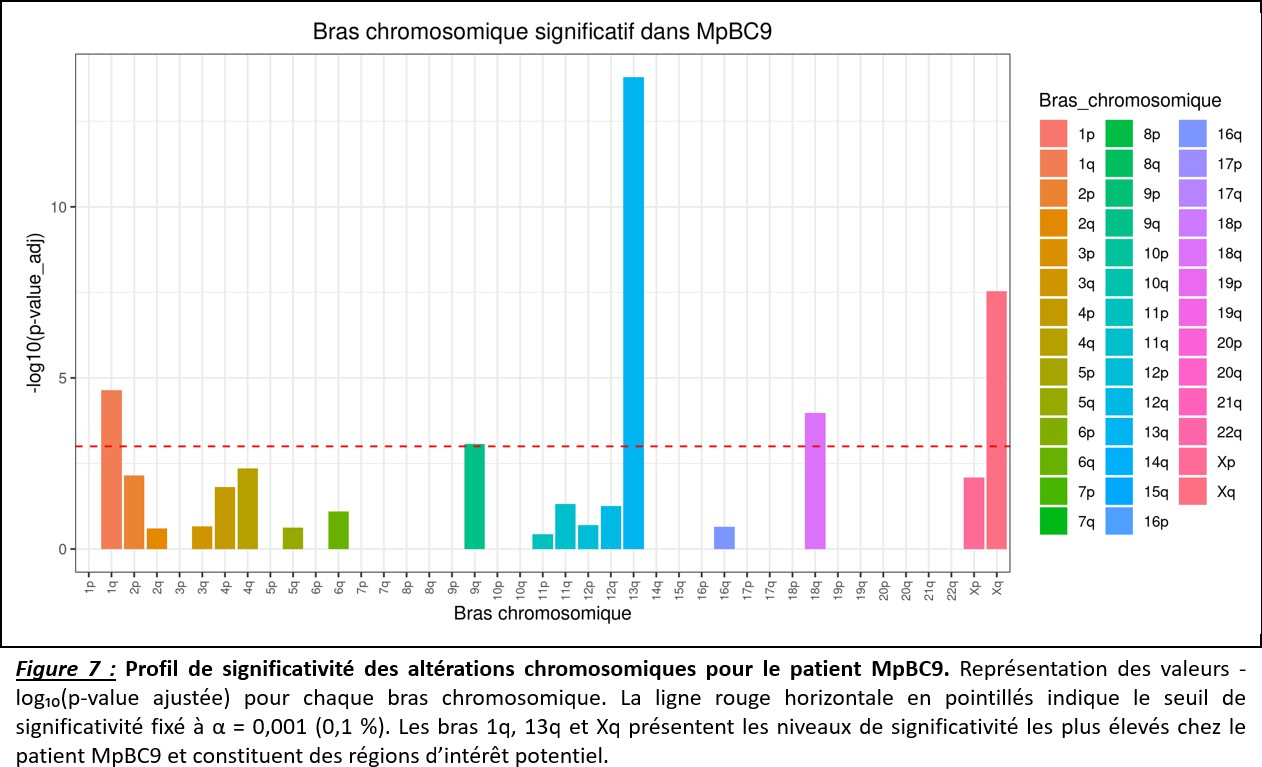 Bras chromosomique significatif dans MpBC9
-log10(p-value_adj)
10
5
0
1p 1q 2p 2q 3p 3q 4p 4q 5p 5q 6p 6q 7p 7q 8p 8q 9p 9q 10p 10q 11p 11q 12p 12q 13q 14q 15q 16p 16q 17p 17q 18p 18q 19p 19q 20p 20q 21q 22q Xp Xq
Bras chromosomique
Bras_chromosomique
1p 8p 16q
1q 8q 17p
2p 9p 17q
2q 9q 18p
3p 10p 18q
3q 10q 19p
4p 11p 19q
4q 11q 20p
5p 12p 20q
5q 12q 21q
6p 13q 22q
6q 14q Xp
7p 15q Xq
7q 16p
Figure 7 : Profil de significativité des altérations chromosomiques pour le patient MpBC9. Représentation des valeurs -
log₁₀(p-value ajustée) pour chaque bras chromosomique. La ligne rouge horizontale en pointillés indique le seuil de
significativité fixé à α = 0,001 (0,1 %). Les bras 1q, 13q et Xq présentent les niveaux de significativité les plus élevés chez le
patient MpBC9 et constituent des régions d’intérêt potentiel.